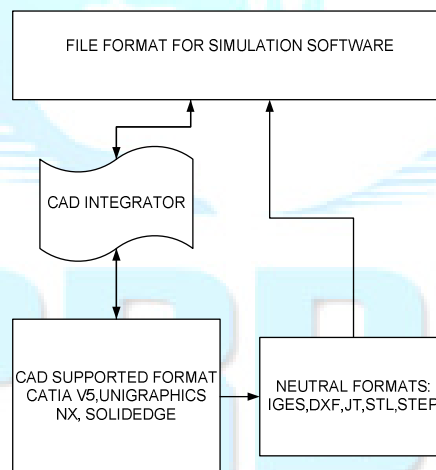 FILE FORMAT FOR SIMULATION SOFTWARE
CAD INTEGRATOR
CAD SUPPORTED FORMAT
CATIA V5,UNIGRAPHICS
NX, SOLIDEDGE
NEUTRAL FORMATS:
IGES,DXF,JT,STL,STEP